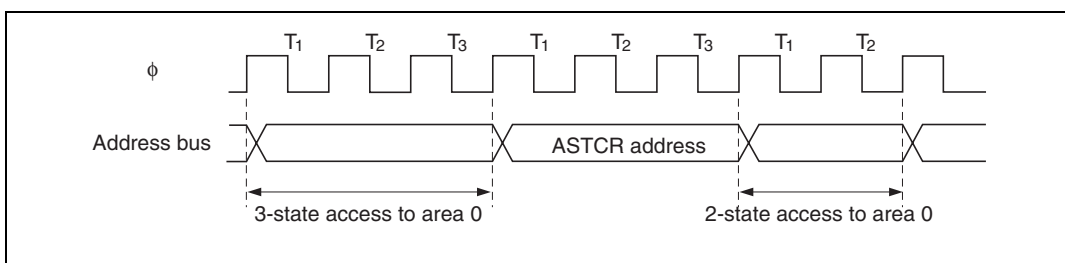 T1 T2 T3 T1 T2 T3 T1 T2
ϕ
Address bus
ASTCR address
3-state access to area 0
2-state access to area 0